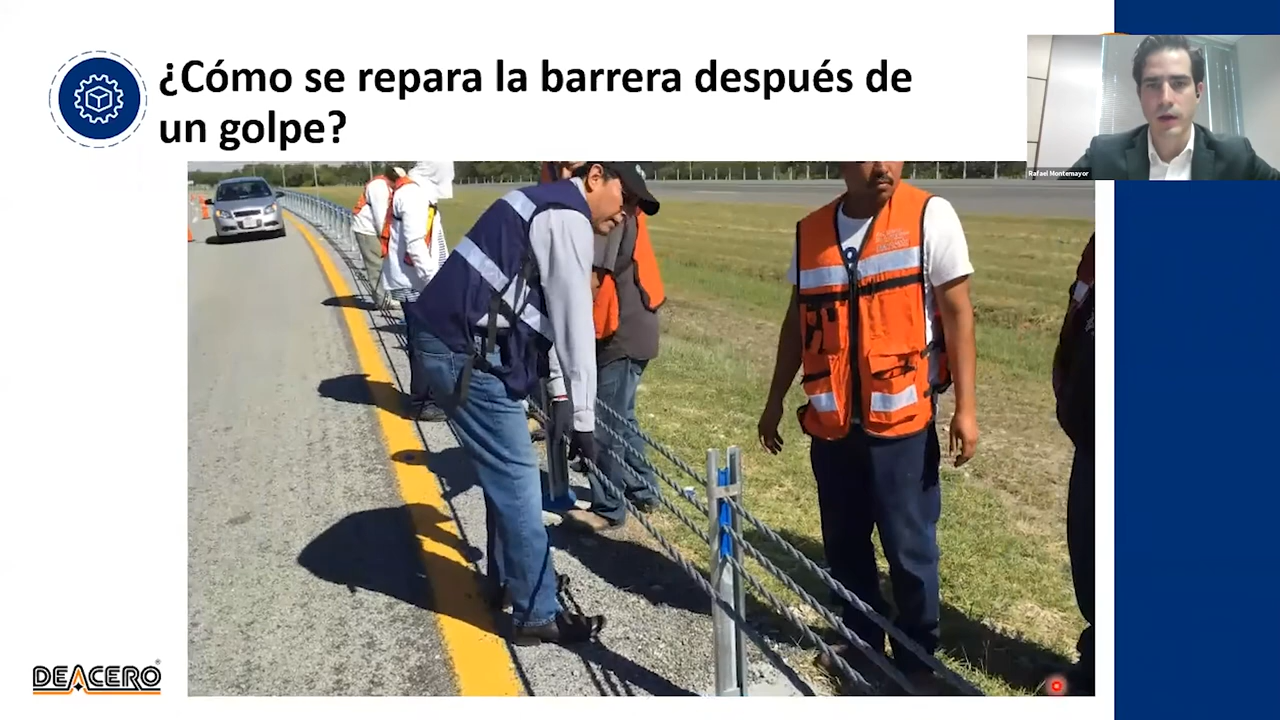 ¿Cómo se repara la barrera después de
un golpe?
Rafael Montemayor
DEACERO®